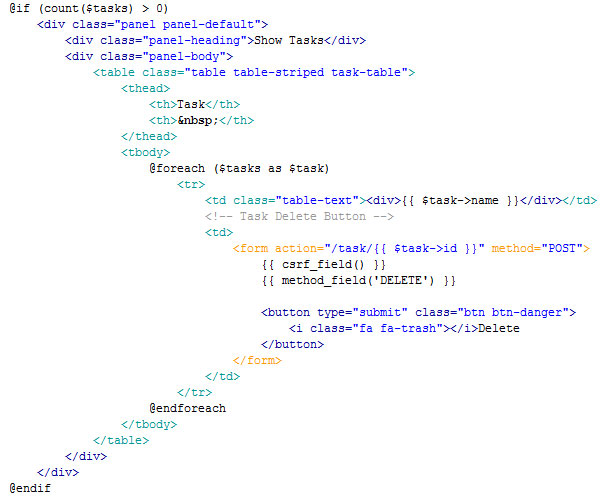 @if (count($tasks) > 0)
    <div class="panel panel-default">
        <div class="panel-heading">Show Tasks</div>
        <div class="panel-body">
            <table class="table table-striped task-table">
                <thead>
                    <th>Task</th>
                    <th>&nbsp;</th>
                </thead>
                <tbody>
                    @foreach ($tasks as $task)
                        <tr>
                            <td class="table-text"><div>{{ $task->name }}</div></td>
                            <!-- Task Delete Button -->
                            <td>
                                <form action="/task/{{ $task->id }}" method="POST">
                                    {{ csrf_field() }}
                                    {{ method_field('DELETE') }}

                                    <button type="submit" class="btn btn-danger">
                                        <i class="fa fa-trash"></i>Delete
                                    </button>
                                </form>
                            </td>
                        </tr>
                    @endforeach
                </tbody>
            </table>
        </div>
    </div>
@endif